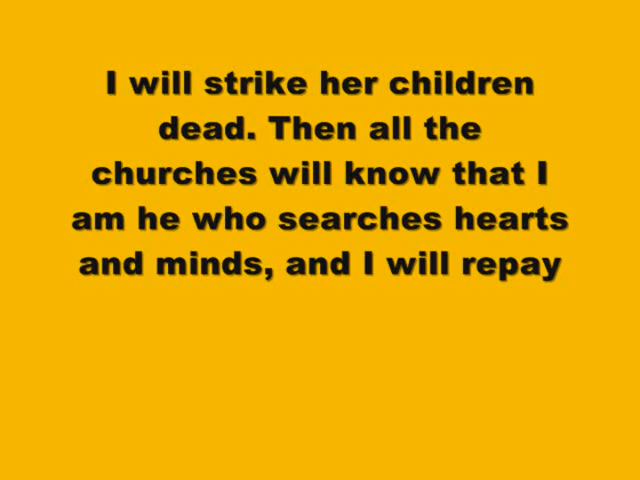 I will strike her children
dead. Then all the
churches will know that I
am he who searches hearts
and minds, and I will repay